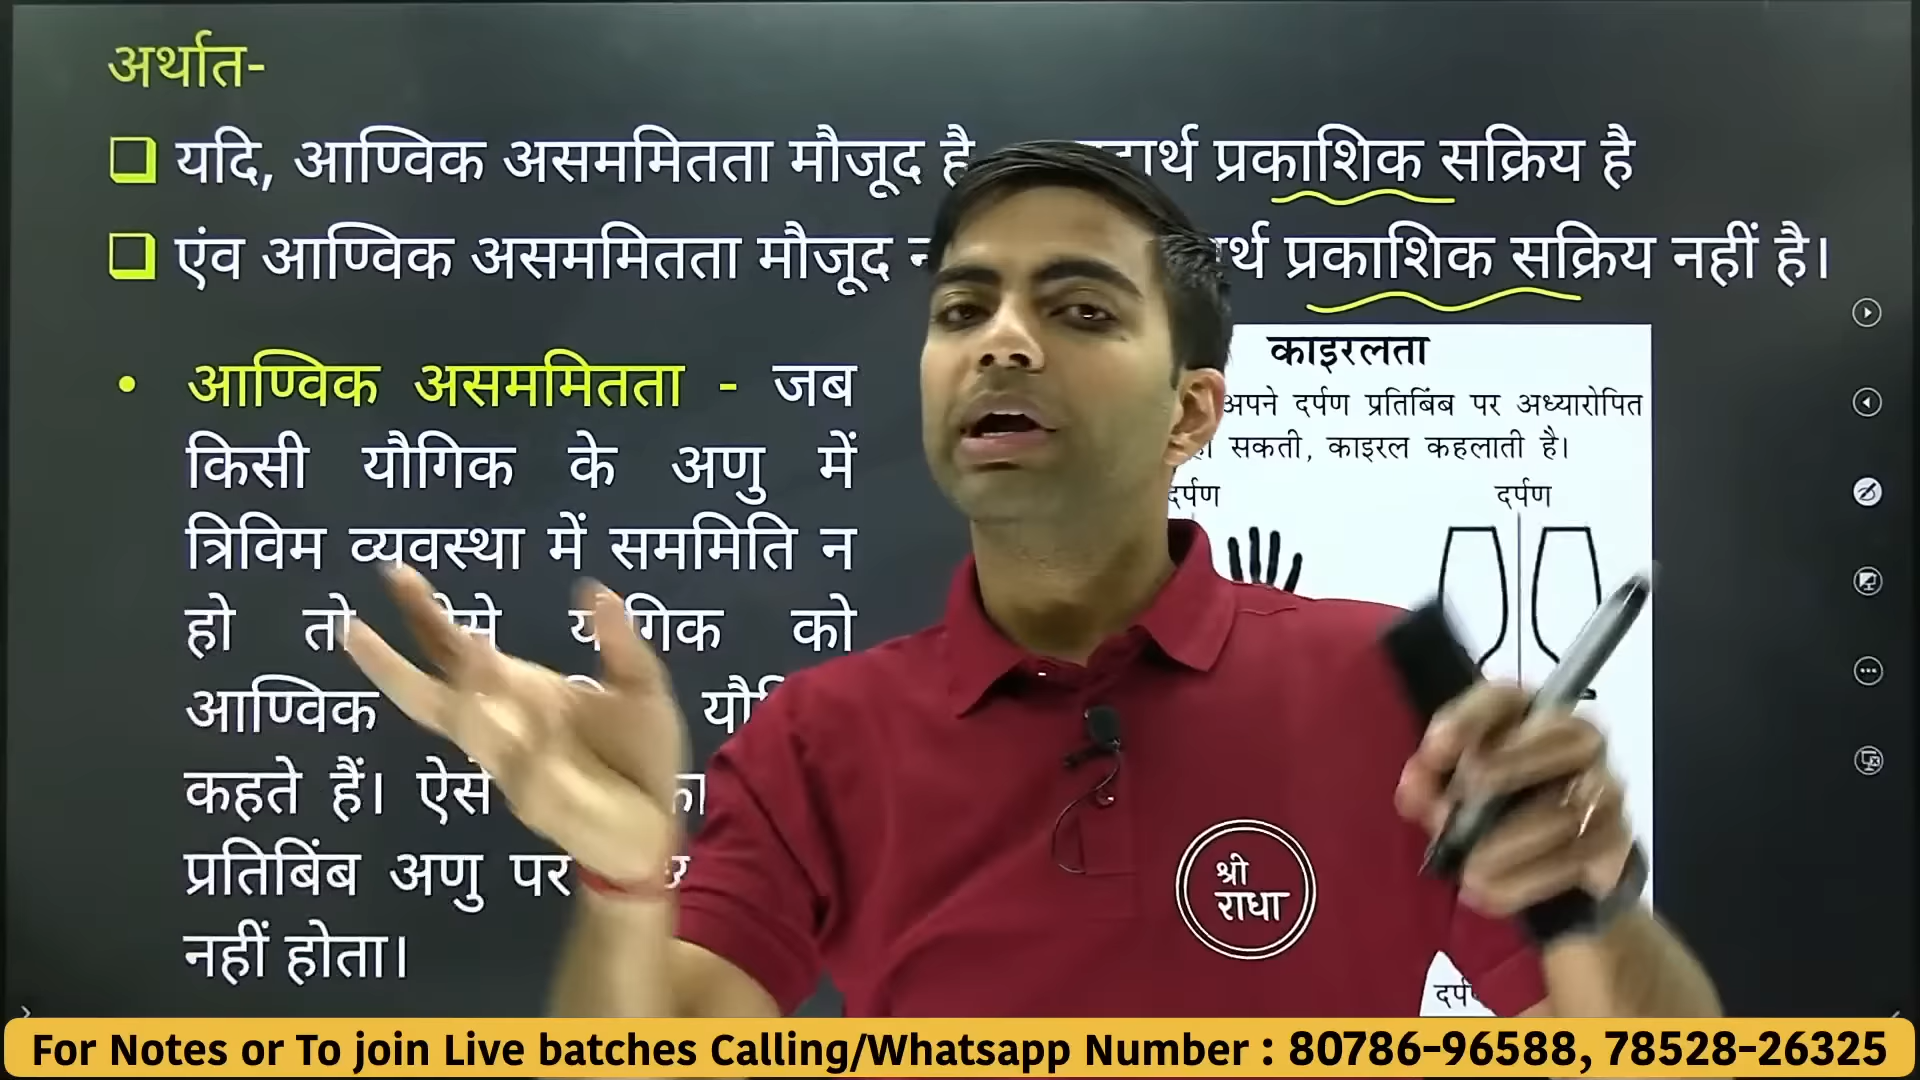 अर्थात-
यदि, आण्विक असममितता मौजूद है प्रकाशिक सक्रिय है
एंव आण्विक असममितता मौजूद प्रकाशिक सक्रिय नहीं है।
आण्विक असममितता - जब
किसी यौगिक के अणु में
त्रिविम व्यवस्था में सममिति न
हो को
आण्विक
कहते हैं। ऐसे
प्रतिबिंब अणु पर
नहीं होता।
काइरलता
अपने दर्पण प्रतिबिंब पर अध्यारोपित
सकती, काइरल कहलाती है।
दर्पण दर्पण
श्री
राधा
For Notes or To join Live batches Calling/Whatsapp Number : 80786-96588, 78528-26325